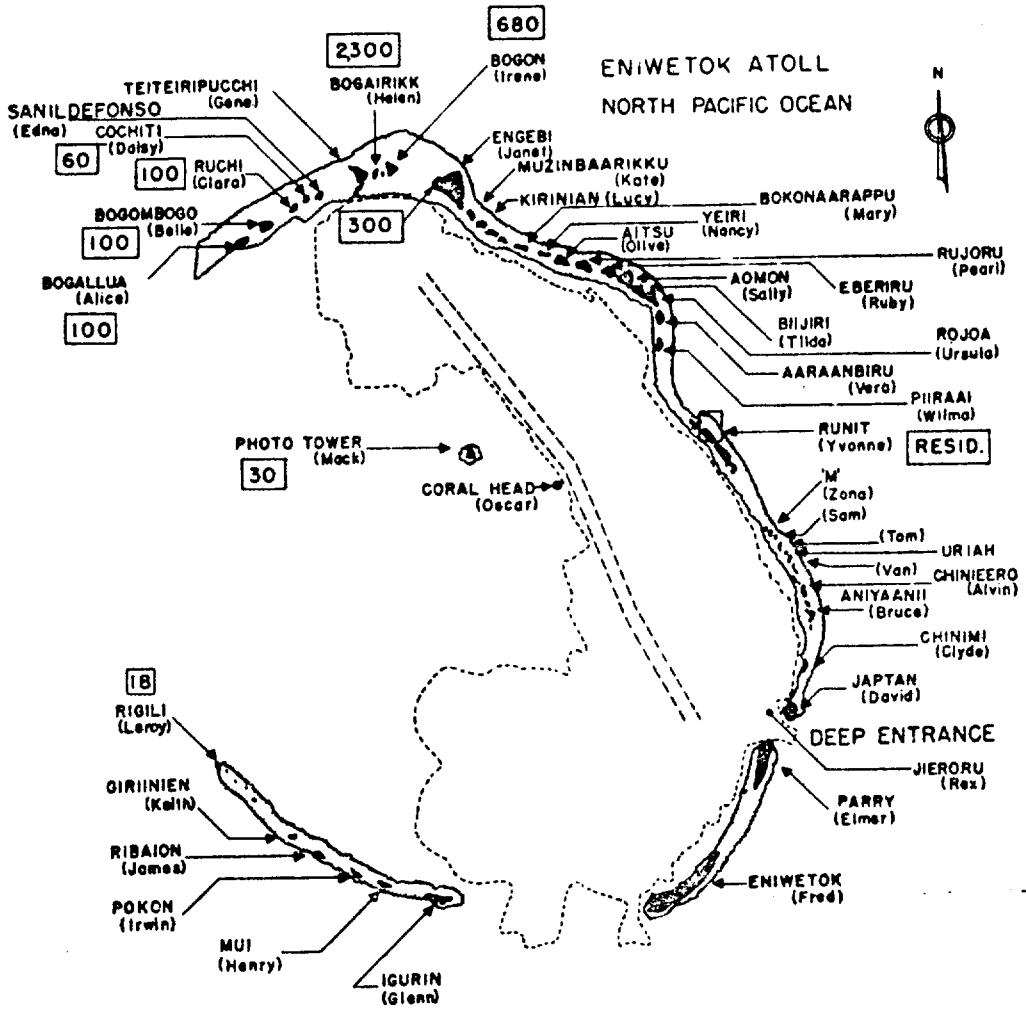 680
2,300
BOGON
(Irene)
ENIWETOK ATOLL
NORTH PACIFIC OCEAN
N
TEITEIRIPUCCHI
(Gene)
BOGAIRIKK
(Helen)
SANILDEFONSO
(Edna)
COCHITI
(Daisy)
60
100
RUCHI
(Clara)
ENGEBI
(Janet)
MUZINBAARIKKU
(Kate)
KIRINIAN (Lucy)
BOKONAARAPPU
(Mary)
BOGOMBOGO
(Belle)
100
300
YEIRI
(Nancy)
AITSU
(Olive)
RUJORU
(Pearl)
BOGALLUA
(Alice)
100
AOMON
(Sally)
EBERIRU
(Ruby)
BIIJIRI
(Tilda)
ROJOA
(Ursula)
AARAANBIRU
(Vera)
PIIRAAI
(Wilma)
RUNIT
(Yvonne)
RESID.
PHOTO TOWER
(Mack)
30
CORAL HEAD
(Oscar)
'M'
(Zona)
(Sam)
(Tom)
URIAH
(Van)
CHINIEERO
(Alvin)
ANIYAANII
(Bruce)
CHINIMI
(Clyde)
JAPTAN
(David)
DEEP ENTRANCE
JIERORU
(Rex)
PARRY
(Elmer)
18
RIGILI
(Leroy)
GIRIINIEN
(Keith)
RIBAION
(James)
POKON
(Irwin)
MUI
(Henry)
IGURIN
(Glenn)
ENIWETOK
(Fred)